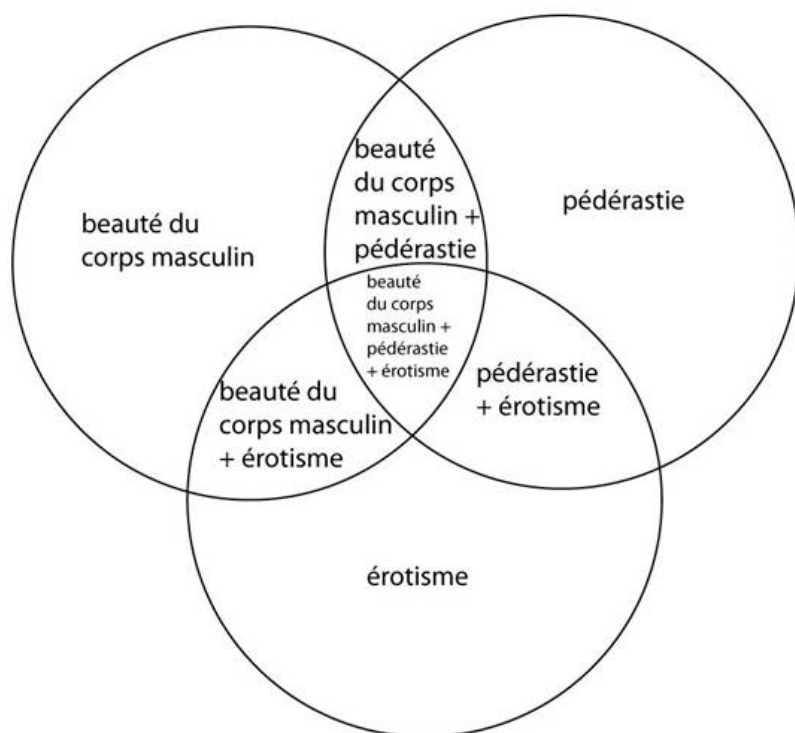 beauté
du corps
masculin +
pédérastie
pédérastie
beauté du
corps masculin
beauté
du corps
masculin +
pédérastie
+ érotisme
pédérastie
+ érotisme
beauté du
corps masculin
+ érotisme
érotisme